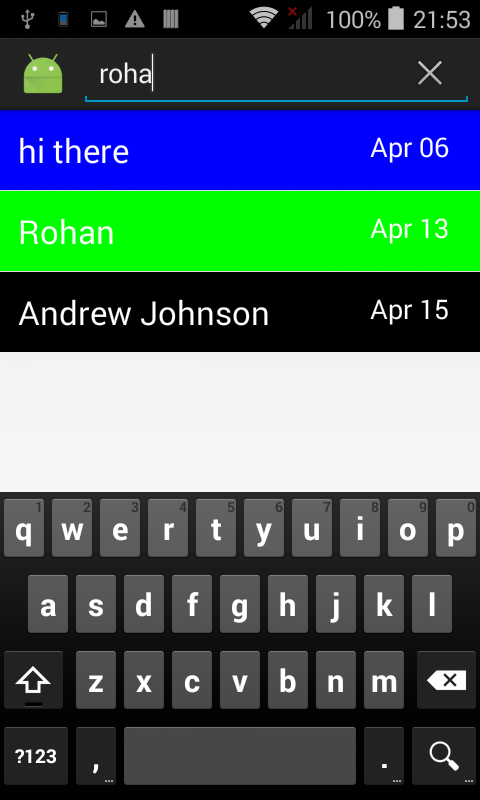 100% 21:53
roha
hi there Apr 06
Rohan Apr 13
Andrew Johnson Apr 15
1 2 3 4 5 6 7 8 9 0
q w e r t y u i o p
a s d f g h j k l
z x c v b n m
?123 , ... . ... ...